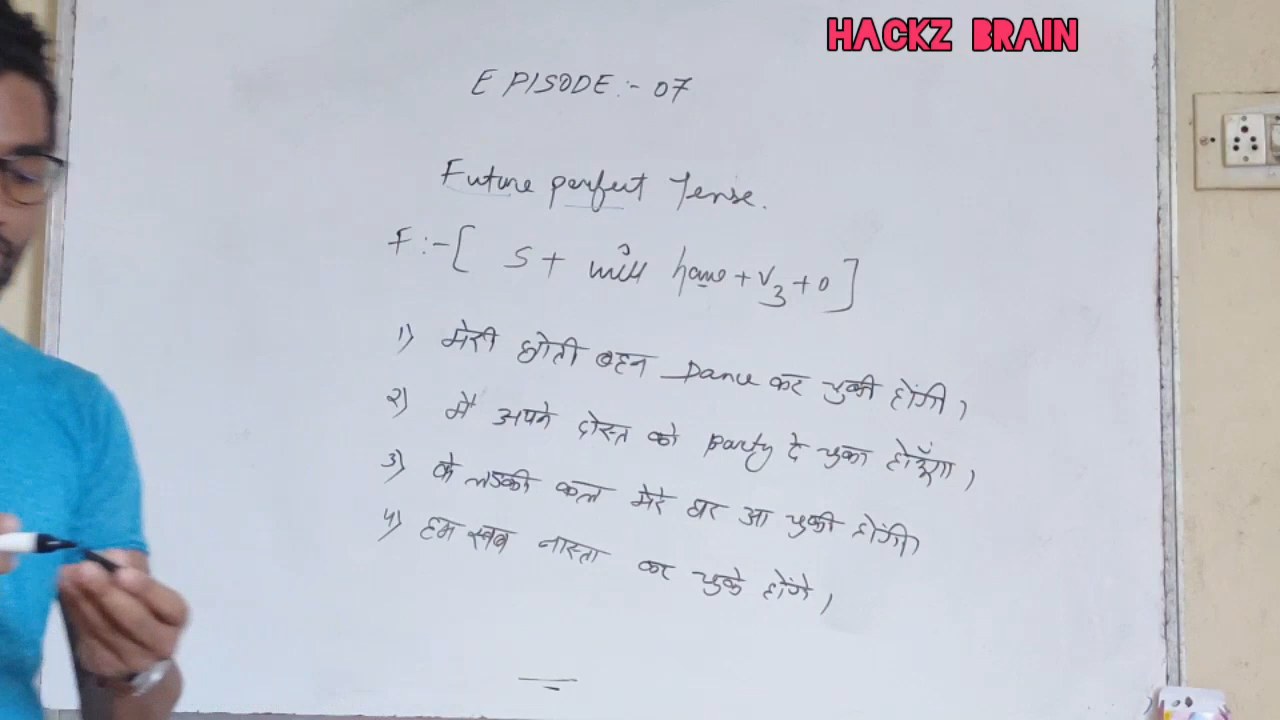 HACKZ BRAIN
EPISODE:- 07
Future perfect Tense.
F:-[ S + will have + V3 + O ]
1) मेरी छोती बहन Dance कर चुकी होंगी।
2) मैं अपने दोस्त को party दे चुका होऊँगा।
3) वो लडकी कल मेरे घर आ चुकी होंगी।
4) हम सब नास्ता कर चुके होंगे।